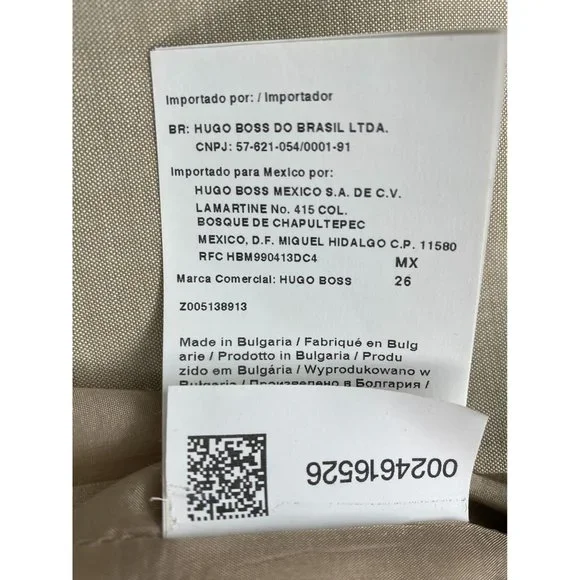 Importado por: / Importador
BR: HUGO BOSS DO BRASIL LTDA.
CNPJ: 57-621-054/0001-91
Importado para Mexico por:
HUGO BOSS MEXICO S.A. DE C.V.
LAMARTINE No. 415 COL.
BOSQUE DE CHAPULTEPEC
MEXICO, D.F. MIGUEL HIDALGO C.P. 11580
RFC HBM990413DC4 MX
Marca Comercial: HUGO BOSS 26
Z005138913
Made in Bulgaria / Fabriqué en Bulg
arie / Prodotto in Bulgaria / Produ
zido em Bulgária / Wyprodukowano w
Bulgaria / Произведено в Болгария /
0024616526